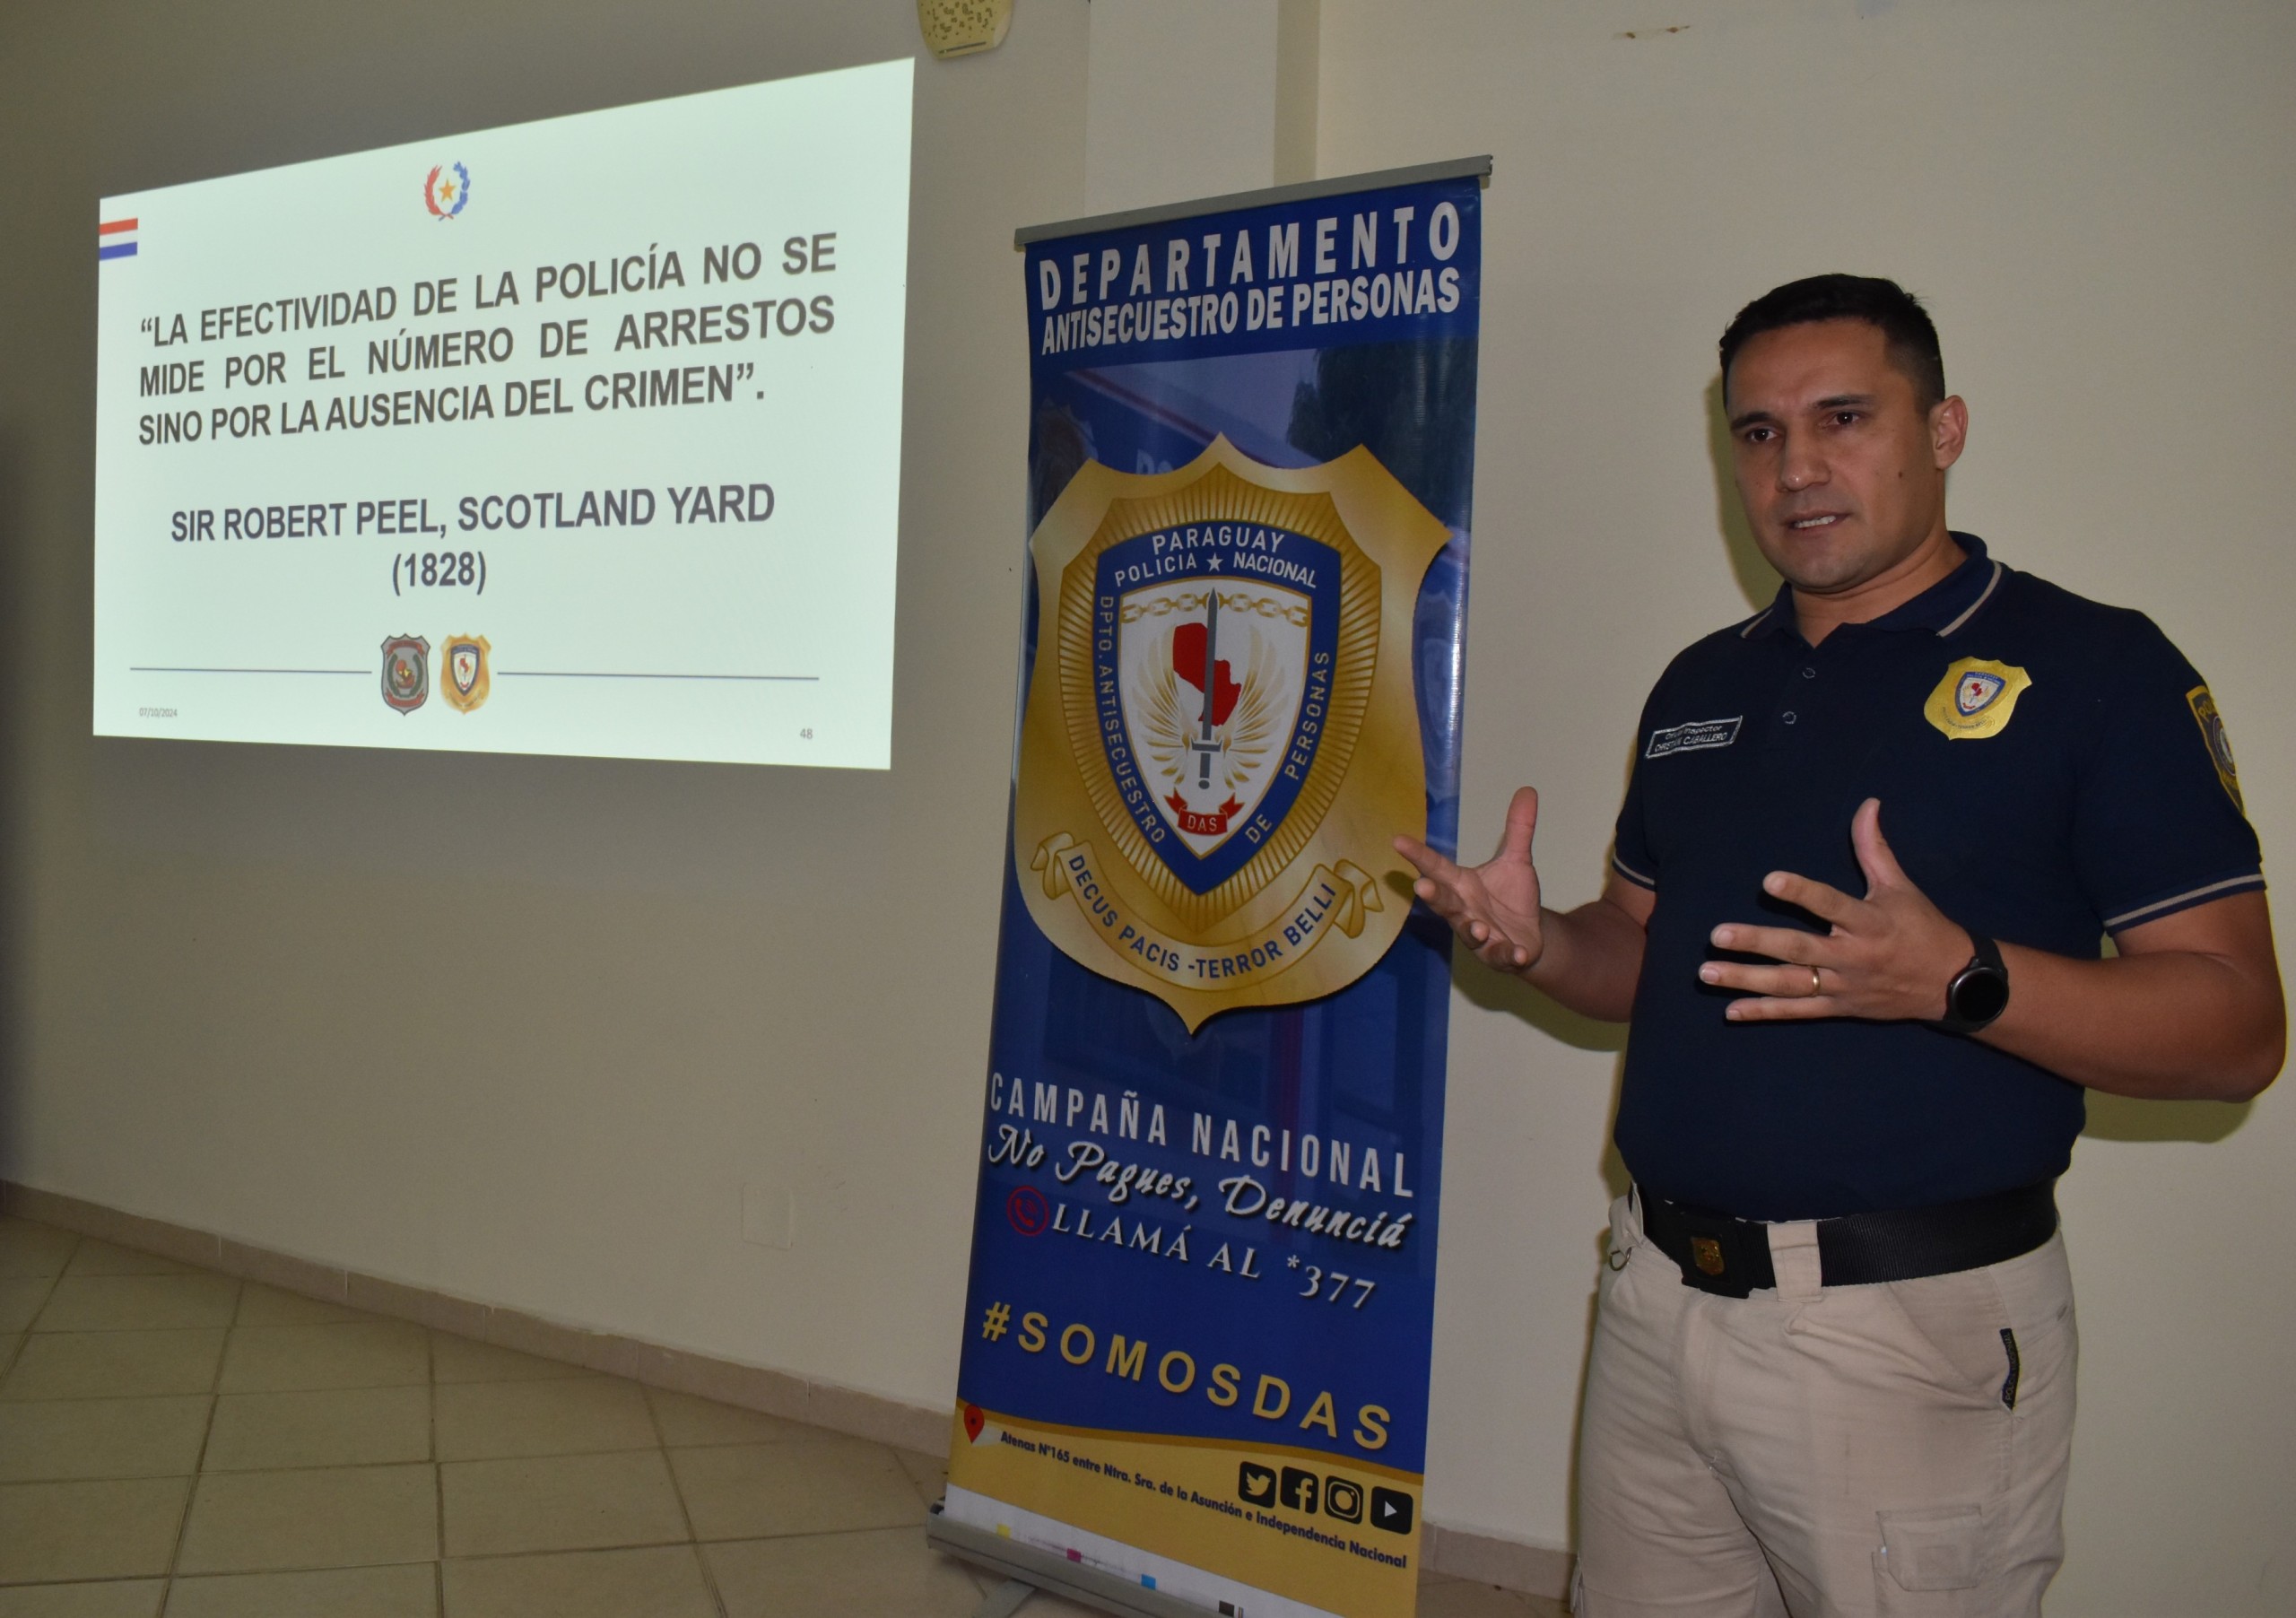 “LA EFECTIVIDAD DE LA POLICÍA NO SE
MIDE POR EL NÚMERO DE ARRESTOS
SINO POR LA AUSENCIA DEL CRIMEN”.
SIR ROBERT PEEL, SCOTLAND YARD
(1828)
07/10/2024
48
DEPARTAMENTO
ANTISECUESTRO DE PERSONAS
PARAGUAY
POLICIA ★ NACIONAL
DPTO. ANTISECUESTRO DE PERSONAS
DAS
DECUS PACIS -TERROR BELLI
CAMPAÑA NACIONAL
No Pagues, Denunciá
LLAMÁ AL *377
#SOMOSDAS
Atenas N°165 entre Ntra. Sra. de la Asunción e Independencia Nacional
Inspector
CABALLERO